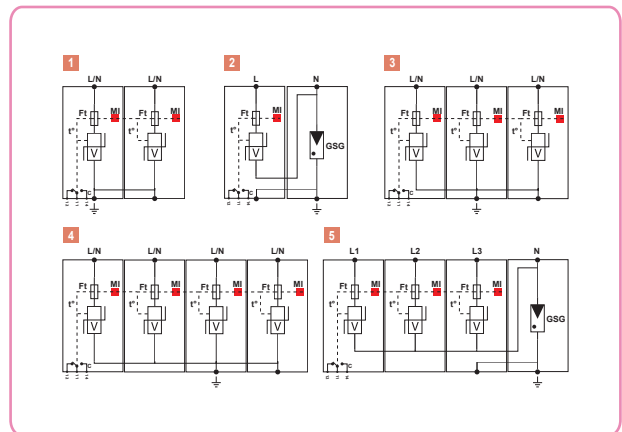 1 2 3
L/N L/N L N L/N L/N L/N
Ft MI Ft MI Ft MI Ft MI Ft MI Ft MI
t° t° t° GSG t° t° t°
V V V V V V
C C C
4 5
L/N L/N L/N L/N L1 L2 L3 N
Ft MI Ft MI Ft MI Ft MI Ft MI Ft MI Ft MI
t° t° t° t° t° t° t° GSG
V V V V V V V
C C